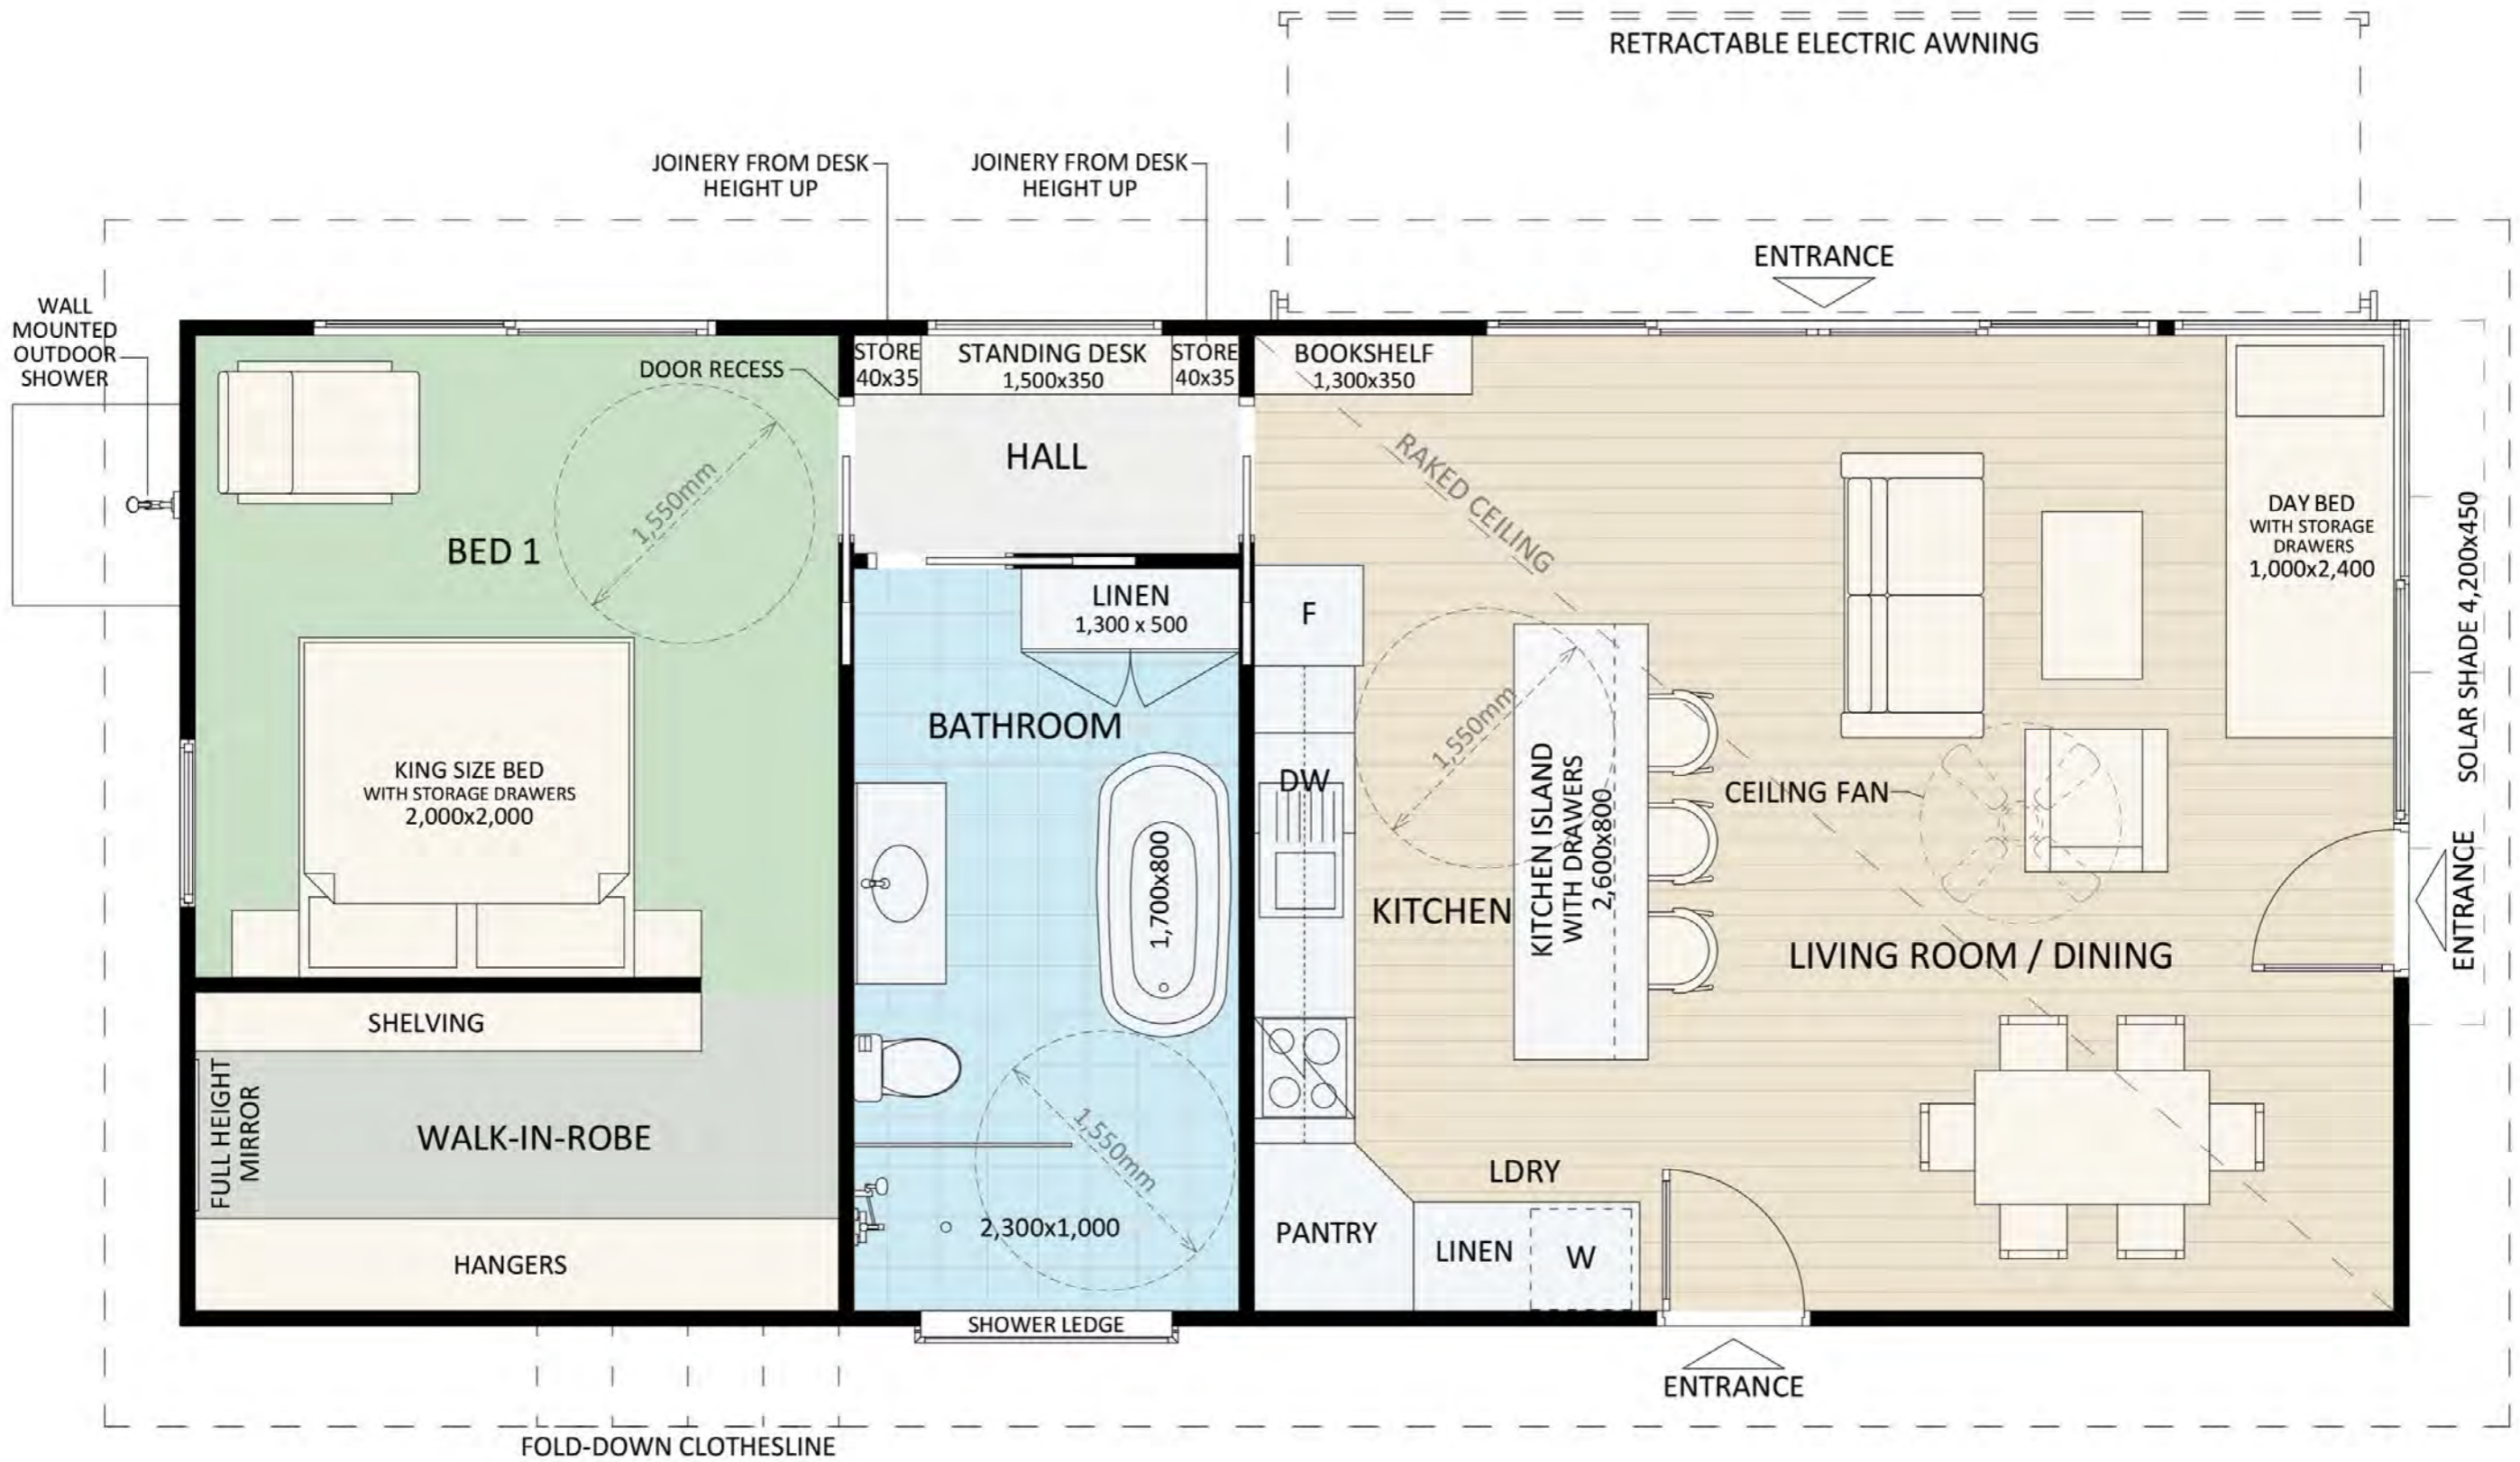 RETRACTABLE ELECTRIC AWNING
JOINERY FROM DESK
HEIGHT UP
JOINERY FROM DESK
HEIGHT UP
ENTRANCE
WALL
MOUNTED
OUTDOOR
SHOWER
DOOR RECESS
STORE
40x35
STANDING DESK
1,500x350
STORE
40x35
BOOKSHELF
1,300x350
HALL
RAKED CEILING
1,550mm
BED 1
DAY BED
WITH STORAGE
DRAWERS
1,000x2,400
SOLAR SHADE 4,200x450
LINEN
1,300 x 500
F
BATHROOM
1,550mm
KING SIZE BED
WITH STORAGE DRAWERS
2,000x2,000
DW
CEILING FAN
1,700x800
KITCHEN
KITCHEN ISLAND
WITH DRAWERS
2,600x800
LIVING ROOM / DINING
ENTRANCE
SHELVING
FULL HEIGHT
MIRROR
WALK-IN-ROBE
1,550mm
2,300x1,000
LDRY
PANTRY
LINEN
W
HANGERS
SHOWER LEDGE
ENTRANCE
FOLD-DOWN CLOTHESLINE